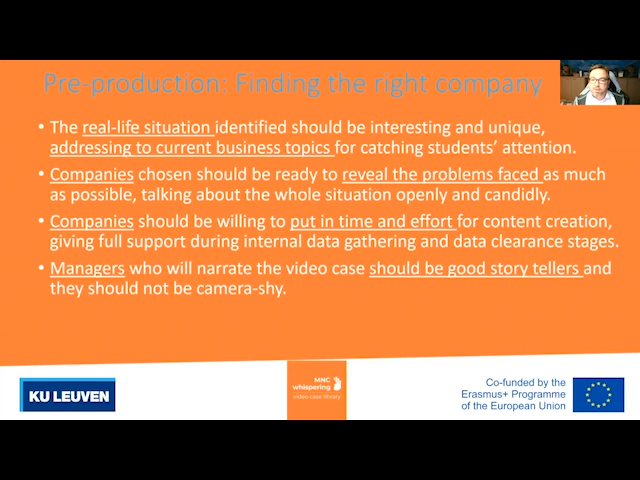 Pre-production: Finding the right company
• The real-life situation identified should be interesting and unique,
addressing to current business topics for catching students' attention.
• Companies chosen should be ready to reveal the problems faced as much
as possible, talking about the whole situation openly and candidly.
• Companies should be willing to put in time and effort for content creation,
giving full support during internal data gathering and data clearance stages.
• Managers who will narrate the video case should be good story tellers and
they should not be camera-shy.
KU LEUVEN
MNC
whispering
video case library
Co-funded by the
Erasmus+ Programme
of the European Union